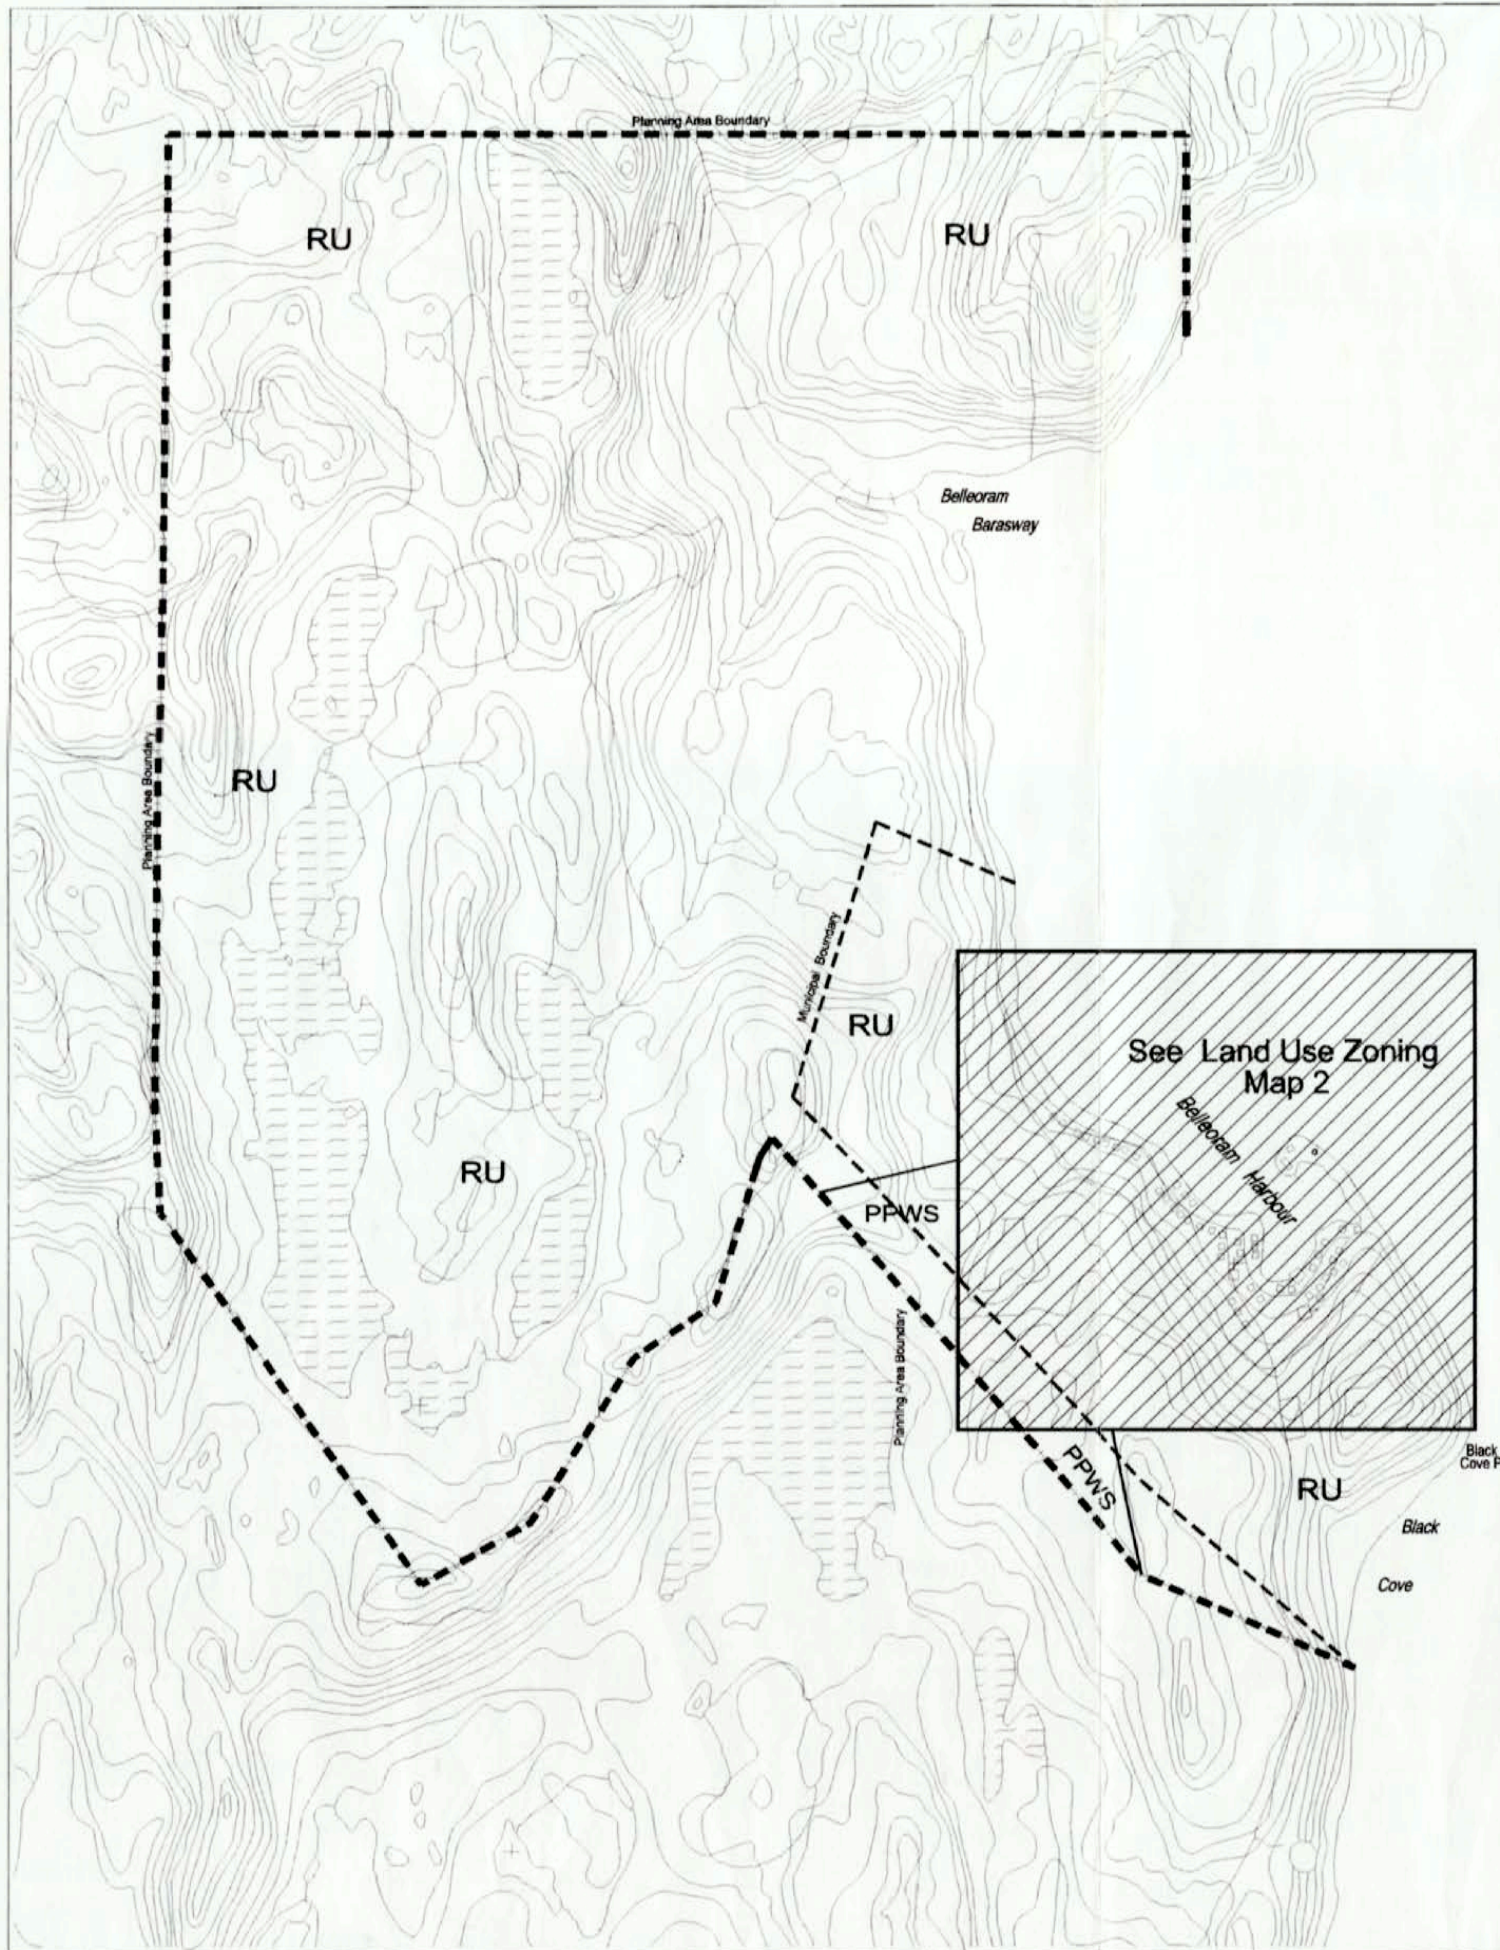 Planning Area Boundary
RU
RU
Belleoram
Barasway
Planning Area Boundary
RU
Municipal Boundary
RU
See Land Use Zoning
Map 2
Belleoram Harbour
RU
PPWS
Planning Area Boundary
PPWS
RU
Black
Cove P
Black
Cove